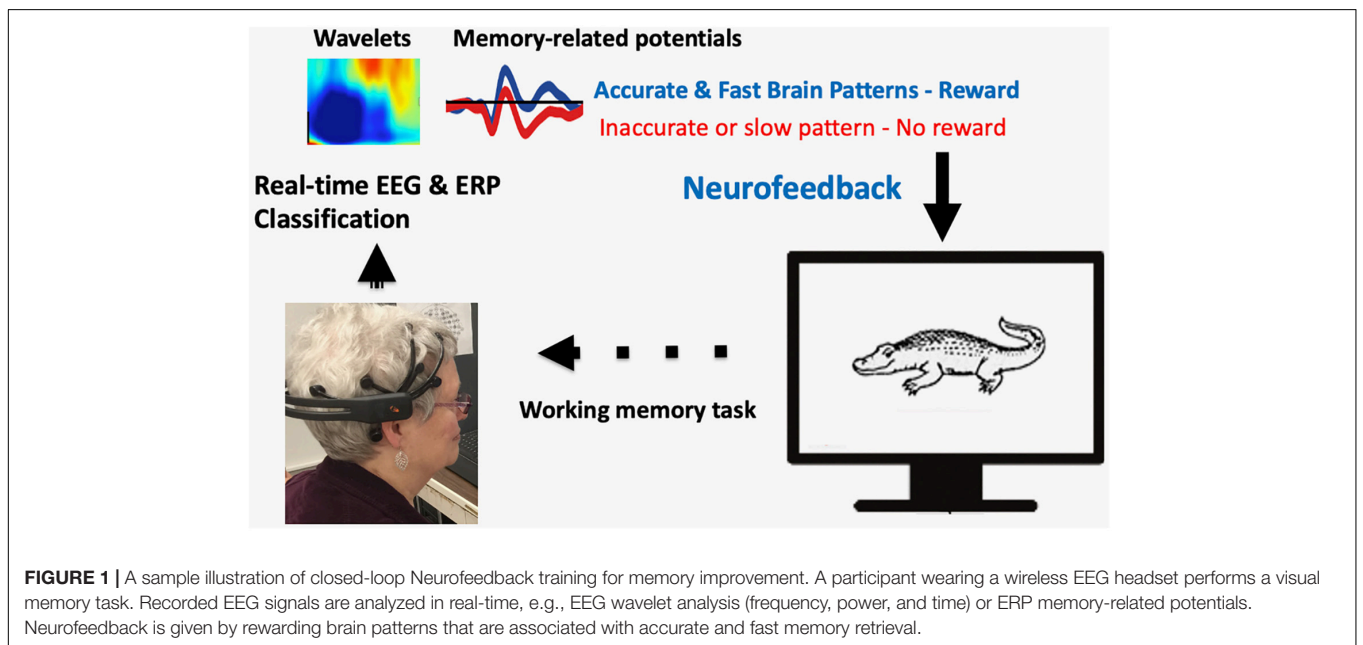 Wavelets
Memory-related potentials
Accurate & Fast Brain Patterns - Reward
Inaccurate or slow pattern - No reward
Real-time EEG & ERP
Classification
Neurofeedback
Working memory task
FIGURE 1 | A sample illustration of closed-loop Neurofeedback training for memory improvement. A participant wearing a wireless EEG headset performs a visual
memory task. Recorded EEG signals are analyzed in real-time, e.g., EEG wavelet analysis (frequency, power, and time) or ERP memory-related potentials.
Neurofeedback is given by rewarding brain patterns that are associated with accurate and fast memory retrieval.